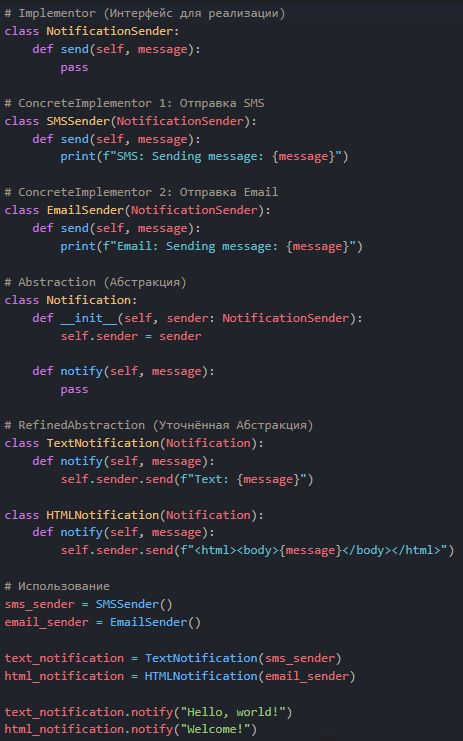 # Implementor (Интерфейс для реализации)
class NotificationSender:
    def send(self, message):
        pass

# ConcreteImplementor 1: Отправка SMS
class SMSSender(NotificationSender):
    def send(self, message):
        print(f"SMS: Sending message: {message}")

# ConcreteImplementor 2: Отправка Email
class EmailSender(NotificationSender):
    def send(self, message):
        print(f"Email: Sending message: {message}")

# Abstraction (Абстракция)
class Notification:
    def __init__(self, sender: NotificationSender):
        self.sender = sender

    def notify(self, message):
        pass

# RefinedAbstraction (Уточнённая Абстракция)
class TextNotification(Notification):
    def notify(self, message):
        self.sender.send(f"Text: {message}")

class HTMLNotification(Notification):
    def notify(self, message):
        self.sender.send(f"<html><body>{message}</body></html>")

# Использование
sms_sender = SMSSender()
email_sender = EmailSender()

text_notification = TextNotification(sms_sender)
html_notification = HTMLNotification(email_sender)

text_notification.notify("Hello, world!")
html_notification.notify("Welcome!")